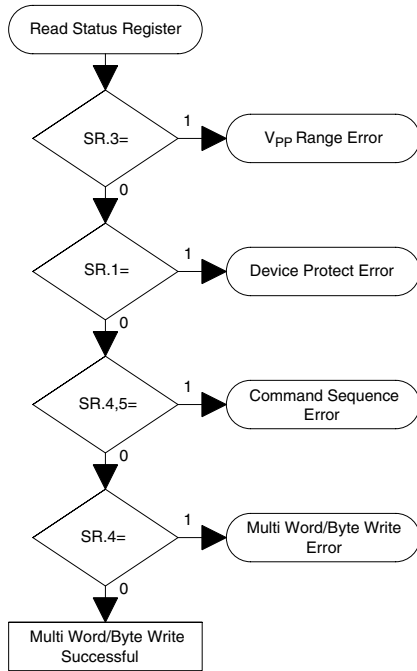 Read Status Register
SR.3=
1
VPP Range Error
0
SR.1=
1
Device Protect Error
0
SR.4,5=
1
Command Sequence
Error
0
SR.4=
1
Multi Word/Byte Write
Error
0
Multi Word/Byte Write
Successful